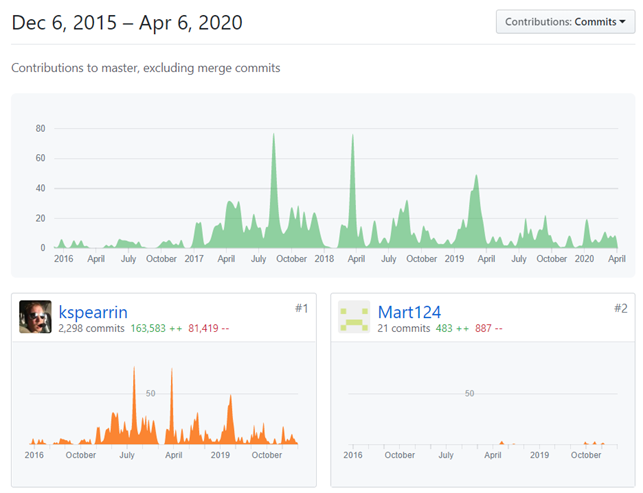 Dec 6, 2015 – Apr 6, 2020
Contributions: Commits
Contributions to master, excluding merge commits
80
60
40
20
0
2016 April July October 2017 April July October 2018 April July October 2019 April July October 2020 April
kspearrin
#1
2,298 commits 163,583 ++ 81,419 --
50
2016 October July April 2019 October
Mart124
#2
21 commits 483 ++ 887 --
50
2016 October July April 2019 October